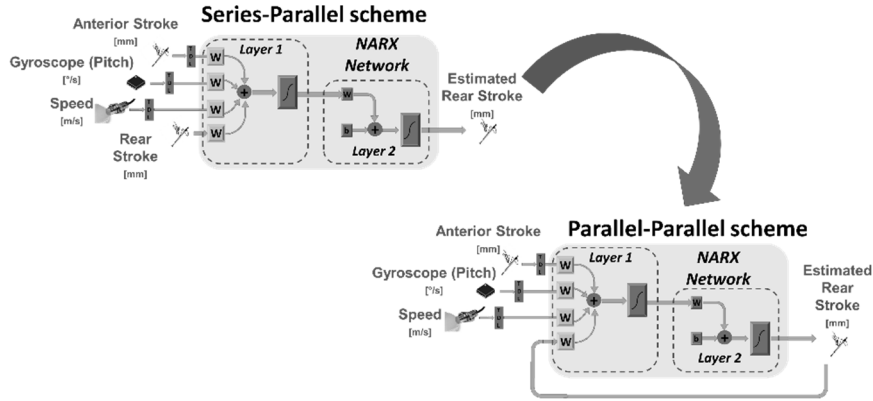 Series-Parallel scheme
Anterior Stroke
[mm]
Gyroscope (Pitch)
[°/s]
Speed
[m/s]
Rear
Stroke
[mm]
T
D
L
T
D
L
T
D
L
W
W
W
W
Layer 1
+
NARX
Network
W
b
+
Layer 2
Estimated
Rear Stroke
[mm]
Parallel-Parallel scheme
Anterior Stroke
[mm]
Gyroscope (Pitch)
[°/s]
Speed
[m/s]
T
D
L
T
D
L
T
D
L
W
W
W
W
Layer 1
+
NARX
Network
W
b
+
Layer 2
Estimated
Rear
Stroke
[mm]